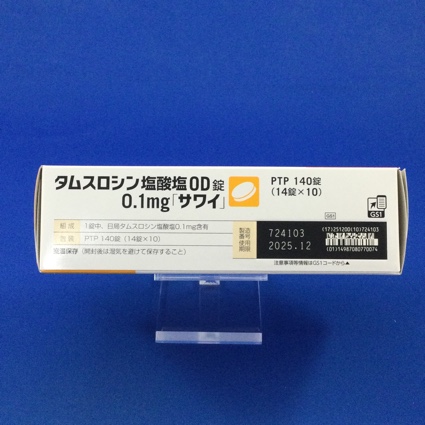 タムスロシン塩酸塩OD錠
0.1mg「サワイ」
PTP 140錠
(14錠×10)
GS1
組成 1錠中、日局タムスロシン塩酸塩0.1mg含有
包装 PTP 140錠(14錠×10)
室温保存(開封後は湿気を避けて保存すること)
製造番号 724103
使用期限 2025.12
GS1
(17)251200(10)724103
(01)14987080770074
注意事項等情報はGS1コードから▲